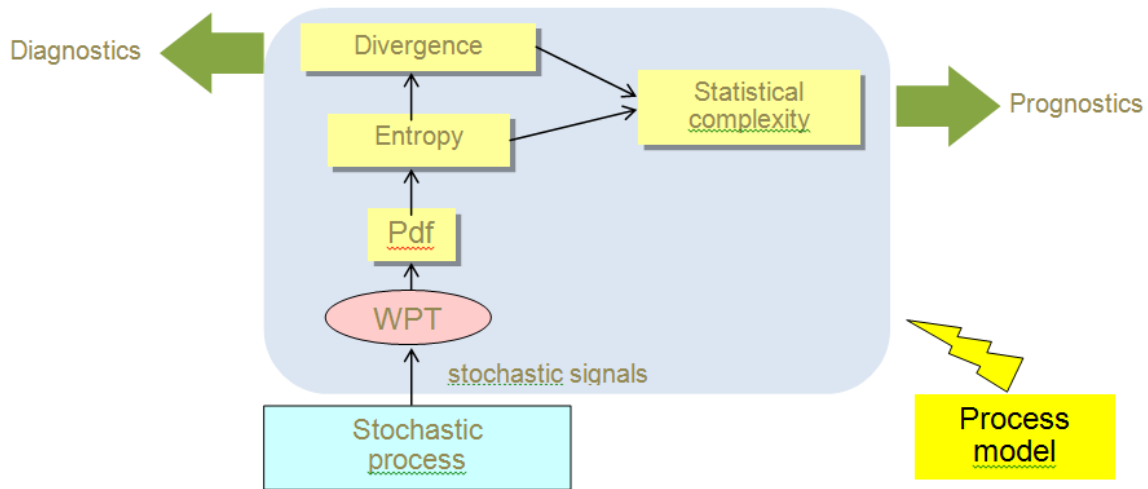 Diagnostics
Divergence
Statistical
complexity
Prognostics
Entropy
Pdf
WPT
stochastic signals
Stochastic
process
Process
model